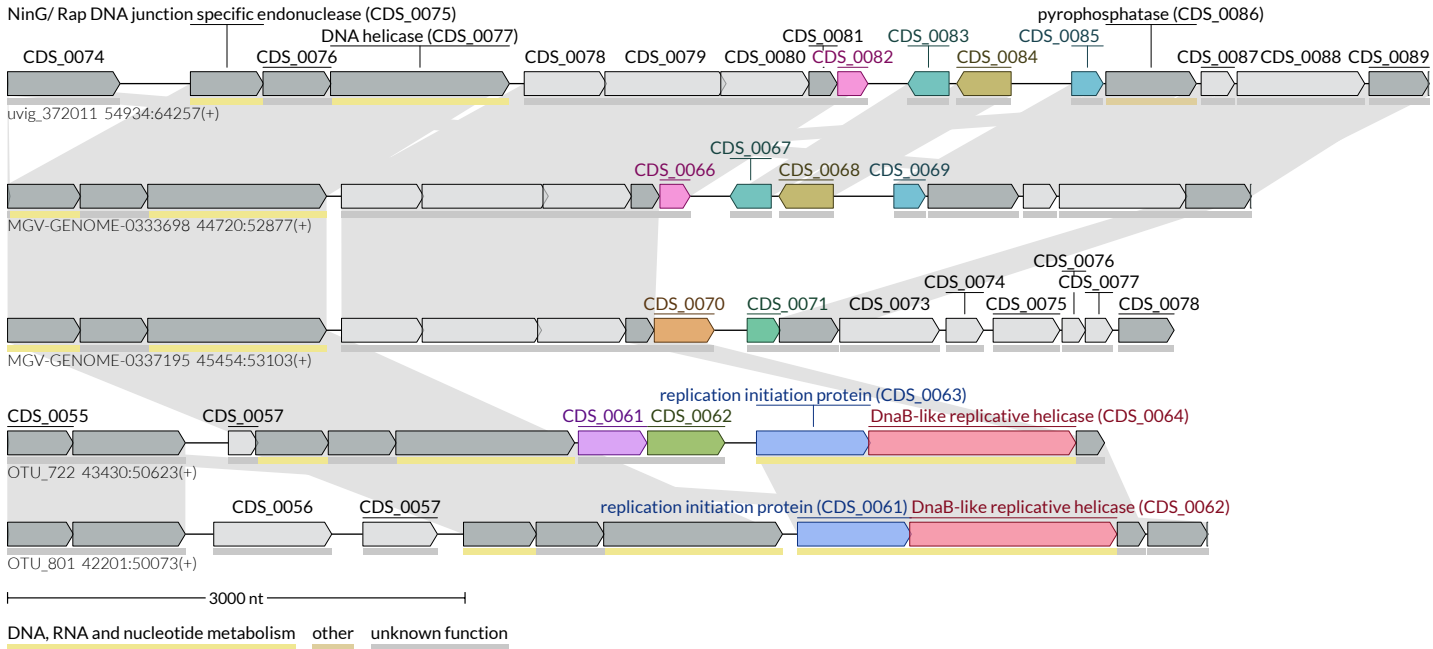 NinG/ Rap DNA junction specific endonuclease (CDS_0075) pyrophosphatase (CDS_0086)
DNA helicase (CDS_0077) CDS_0081 CDS_0083 CDS_0085
CDS_0074 CDS_0076 CDS_0078 CDS_0079 CDS_0080 CDS_0082 CDS_0084 CDS_0087 CDS_0088 CDS_0089
uvig_372011 54934:64257(+)
CDS_0067
CDS_0066 CDS_0068 CDS_0069
MGV-GENOME-0333698 44720:52877(+)
CDS_0076
CDS_0074 CDS_0077
CDS_0070 CDS_0071 CDS_0073 CDS_0075 CDS_0078
MGV-GENOME-0337195 45454:53103(+)
replication initiation protein (CDS_0063)
CDS_0055 CDS_0057 CDS_0061 CDS_0062 DnaB-like replicative helicase (CDS_0064)
OTU_722 43430:50623(+)
CDS_0056 CDS_0057 replication initiation protein (CDS_0061) DnaB-like replicative helicase (CDS_0062)
OTU_801 42201:50073(+)
3000 nt
DNA, RNA and nucleotide metabolism other unknown function